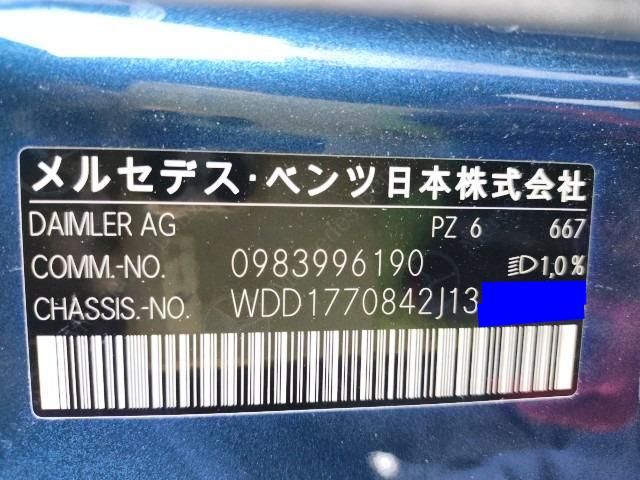 メルセデス・ベンツ日本株式会社
DAIMLER AG PZ 6 667
COMM.-NO. 0983996190 1,0%
CHASSIS.-NO. WDD1770842J13